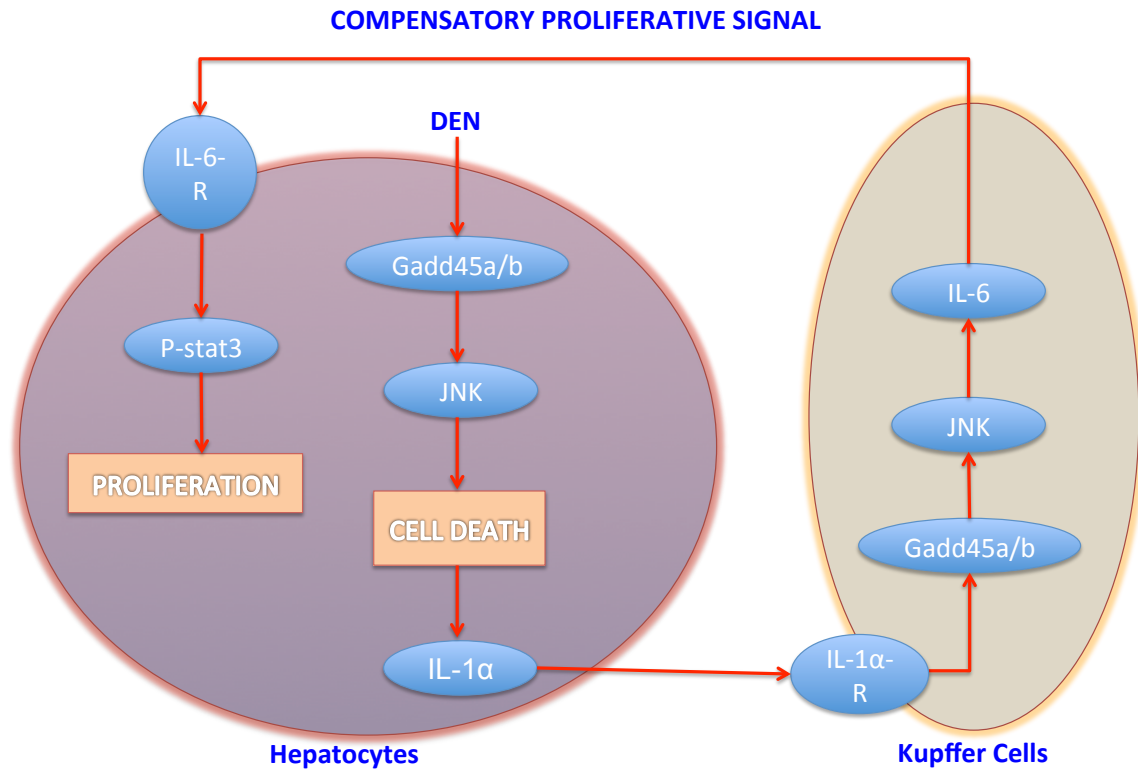 COMPENSATORY PROLIFERATIVE SIGNAL
DEN
IL-6-
R
Gadd45a/b
P-stat3
JNK
PROLIFERATION
CELL DEATH
IL-1α
Hepatocytes
IL-6
JNK
Gadd45a/b
IL-1α-
R
Kupffer Cells